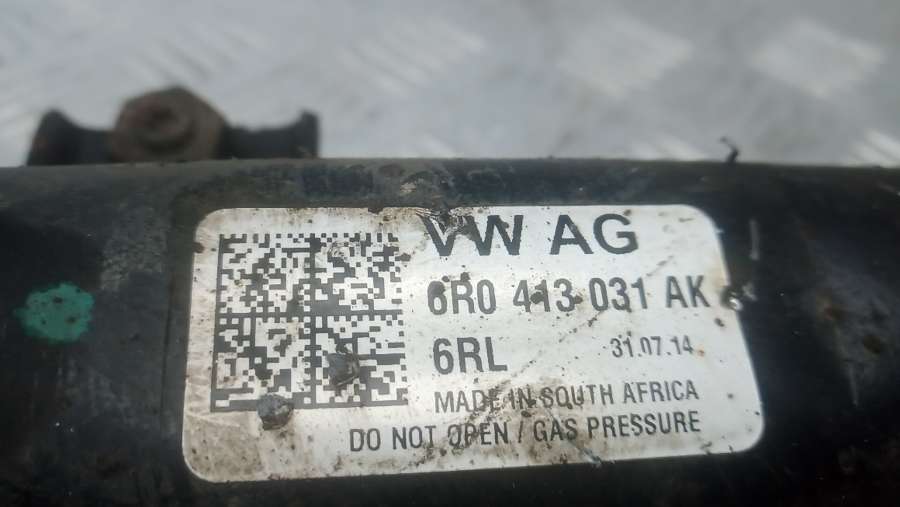 VW AG
6R0 413 031 AK
6RL 31.07.14
MADE IN SOUTH AFRICA
DO NOT OPEN / GAS PRESSURE